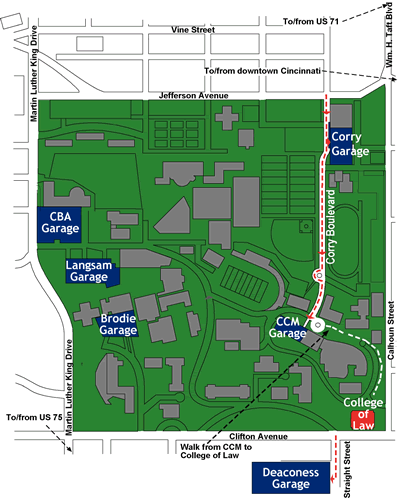 To/from US 71
Vine Street
Wm. H. Taft Blvd
Martin Luther King Drive
To/from downtown Cincinnati
Jefferson Avenue
Corry
Garage
CBA
Garage
Corry Boulevard
Langsam
Garage
Brodie
Garage
CCM
Garage
Calhoun Street
Martin Luther King Drive
College
of
Law
To/from US 75
Clifton Avenue
Walk from CCM to
College of Law
Straight Street
Deaconess
Garage